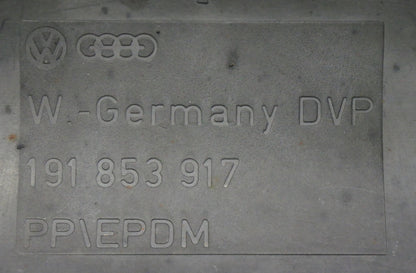 W.-Germany DVP
191 853 917
PP\EPDM